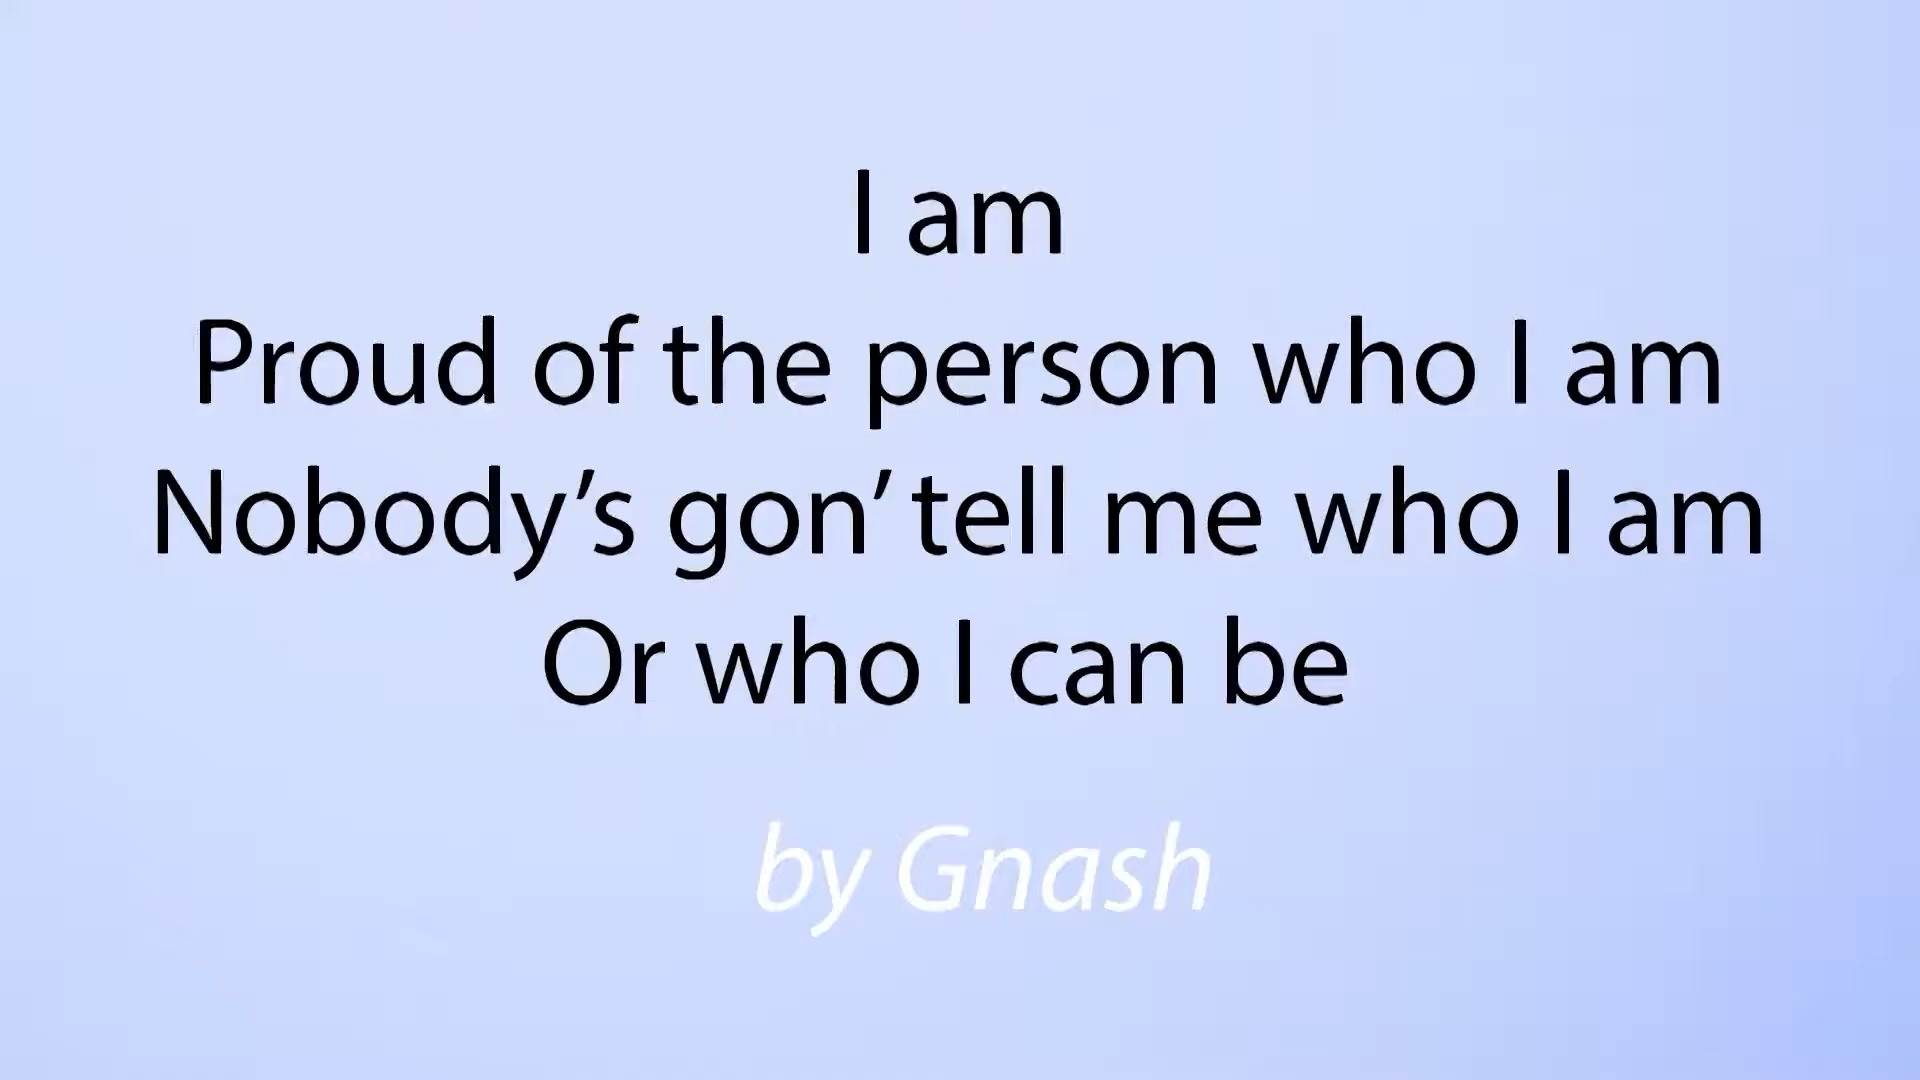 I am
Proud of the person who I am
Nobody’s gon’ tell me who I am
Or who I can be
by Gnash